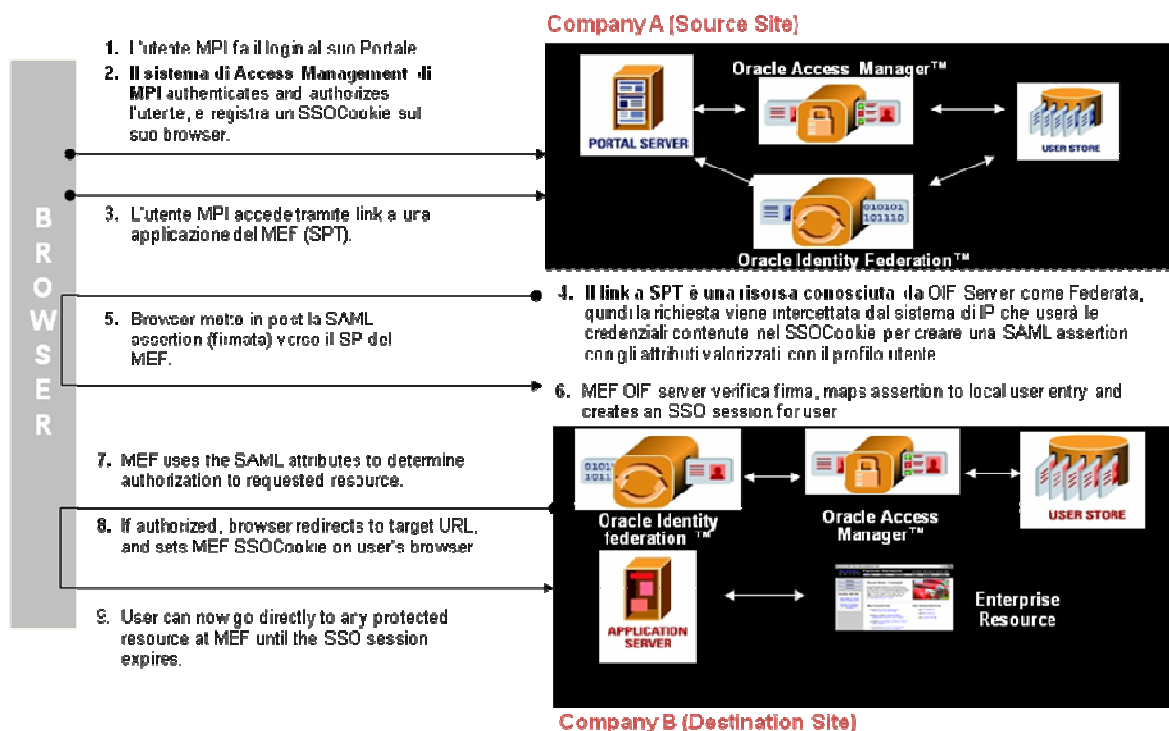 Company A (Source Site)
1. L'utente MPI fa il login al suo Portale
2. Il sistema di Access Management di
MPI authenticates and authorizes
l'utente, e registra un SSOCookie sul
suo browser.
Oracle Access Manager™
PORTAL SERVER
USER STORE
3. L'utente MPI accede tramite link a una
applicazione del MEF (SPT).
010101
101110
Oracle Identity Federation™
BROWSER
4. Il link a SPT è una risorsa conosciuta da OIF Server come Federata,
qundi la richiesta viene intercettata dal sistema di IP che userà le
credenziali contenute nel SSOCookie per creare una SAML assertion
con gli attributi valorizzati con il profilo utente
5. Browser mette in post la SAML
assertion (firmata) verso il SP del
MEF.
6. MEF OIF server verifica firma, maps assertion to local user entry and
creates an SSO session for user
7. MEF uses the SAML attributes to determine
authorization to requested resource.
0101
1011
Oracle Identity
federation ™
Oracle Access
Manager™
USER STORE
8. If authorized, browser redirects to target URL,
and sets MEF SSOCookie on user's browser
APPLICATION
SERVER
Enterprise
Resource
9. User can now go directly to any protected
resource at MEF until the SSO session
expires.
Company B (Destination Site)